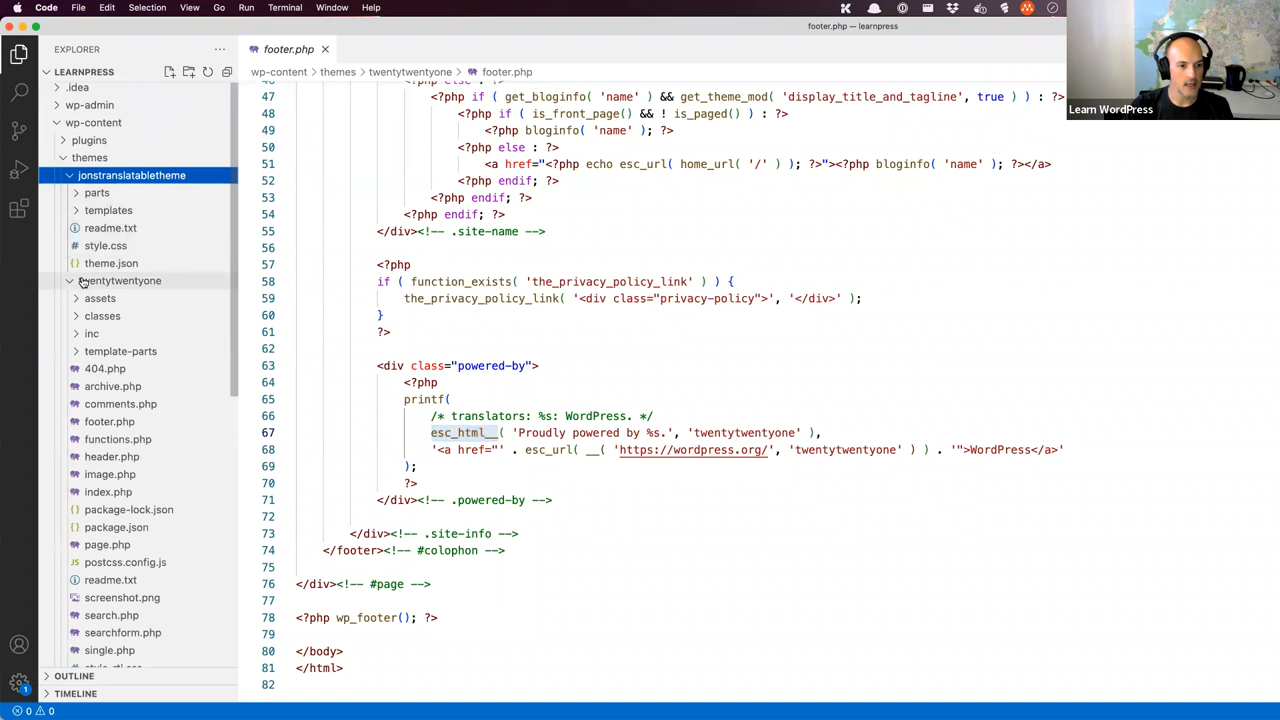 Code File Edit Selection View Go Run Terminal Window Help
footer.php — learnpress
EXPLORER
footer.php
LEARNPRESS
wp-content themes twentytwentyone footer.php
.idea
wp-admin
wp-content
plugins
themes
jonstranslatabletheme
parts
templates
readme.txt
# style.css
{} theme.json
twentytwentyone
assets
classes
inc
template-parts
404.php
archive.php
comments.php
footer.php
functions.php
header.php
image.php
index.php
{} package-lock.json
{} package.json
page.php
postcss.config.js
readme.txt
screenshot.png
search.php
searchform.php
single.php
OUTLINE
TIMELINE
1
0 0
46 <?php else : ?>
47 <?php if ( get_bloginfo( 'name' ) && get_theme_mod( 'display_title_and_tagline', true ) ) : ?>
48 <?php if ( is_front_page() && ! is_paged() ) : ?>
49 <?php bloginfo( 'name' ); ?>
50 <?php else : ?>
51 <a href="<?php echo esc_url( home_url( '/' ) ); ?>"><?php bloginfo( 'name' ); ?></a>
52 <?php endif; ?>
53 <?php endif; ?>
54 <?php endif; ?>
55 </div><!-- .site-name -->
56
57 <?php
58 if ( function_exists( 'the_privacy_policy_link' ) ) {
59 the_privacy_policy_link( '<div class="privacy-policy">', '</div>' );
60 }
61 ?>
62
63 <div class="powered-by">
64 <?php
65 printf(
66 /* translators: %s: WordPress. */
67 esc_html__( 'Proudly powered by %s.', 'twentytwentyone' ),
68 '<a href="' . esc_url( __( 'https://wordpress.org/', 'twentytwentyone' ) ) . '">WordPress</a>'
69 );
70 ?>
71 </div><!-- .powered-by -->
72
73 </div><!-- .site-info -->
74 </footer><!-- #colophon -->
75
76 </div><!-- #page -->
77
78 <?php wp_footer(); ?>
79
80 </body>
81 </html>
82
Learn WordPress